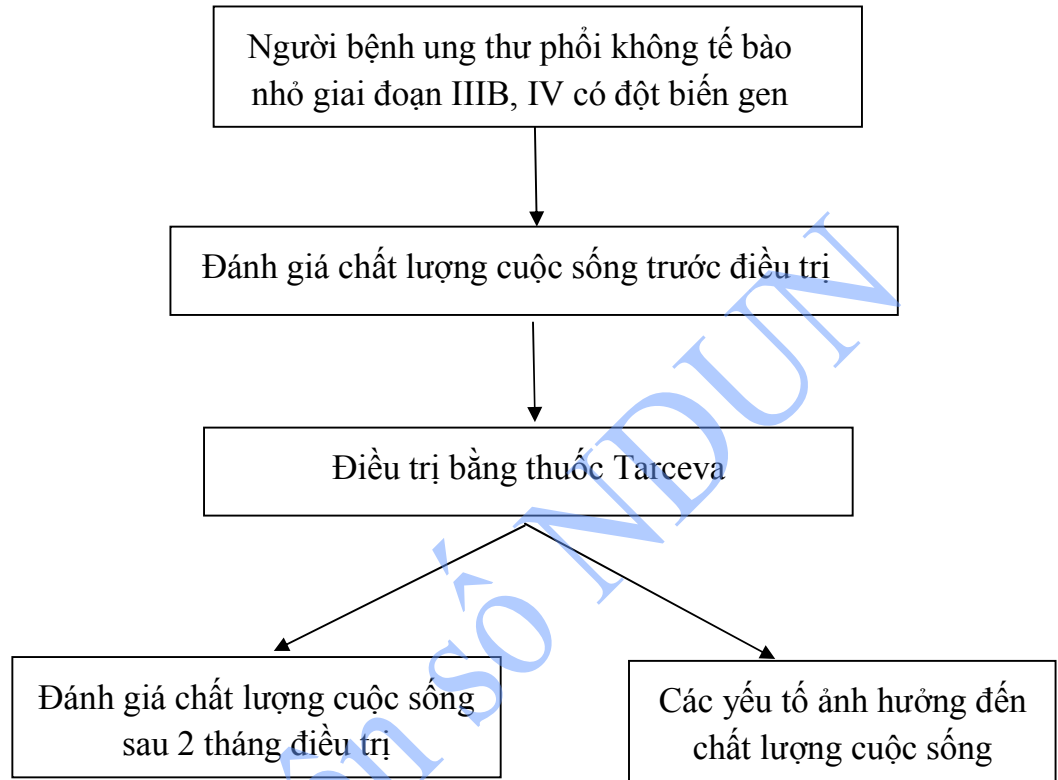 Người bệnh ung thư phổi không tế bào
nhỏ giai đoạn IIIB, IV có đột biến gen
Đánh giá chất lượng cuộc sống trước điều trị
Điều trị bằng thuốc Tarceva
Đánh giá chất lượng cuộc sống
sau 2 tháng điều trị
Các yếu tố ảnh hưởng đến
chất lượng cuộc sống
số NDUN